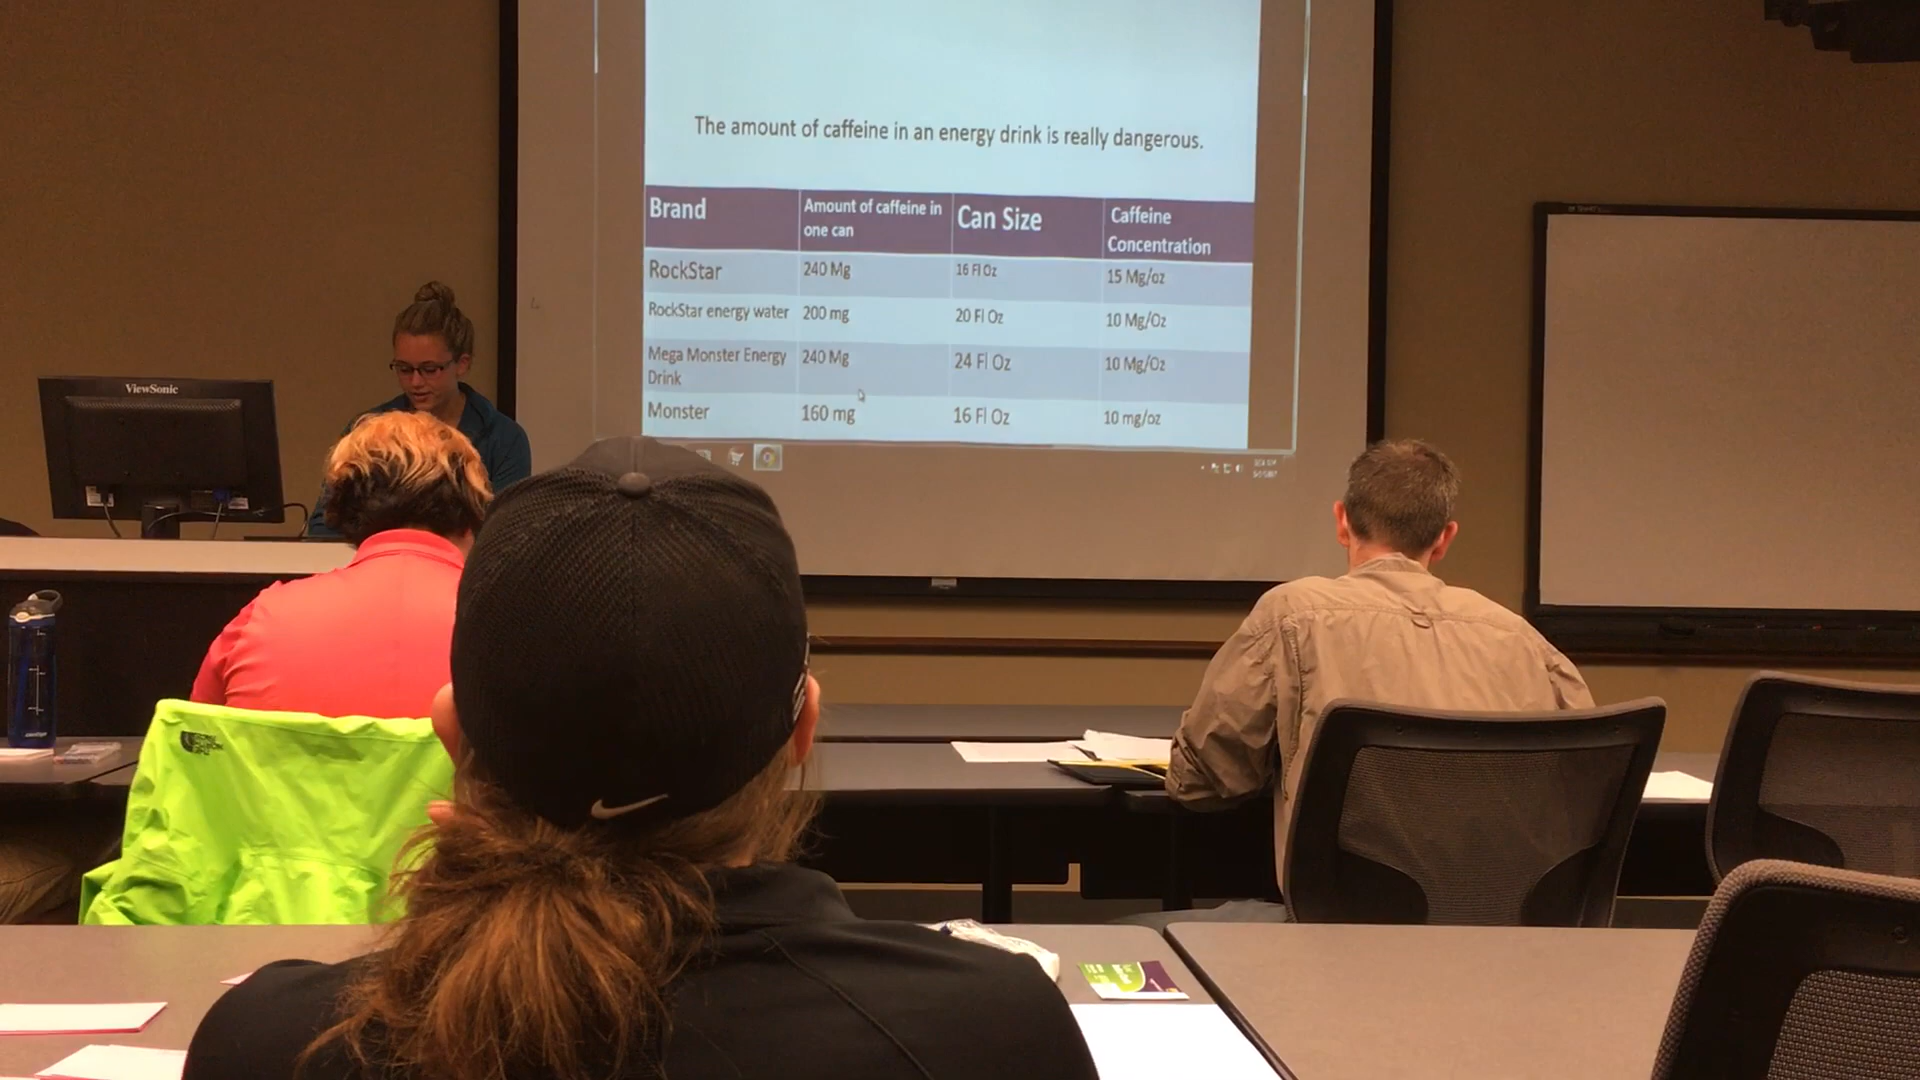 The amount of caffeine in an energy drink is really dangerous.
Brand
Amount of caffeine in
one can
Can Size
Caffeine
Concentration
RockStar
240 Mg
16 Fl Oz
15 Mg/oz
RockStar energy water
200 mg
20 Fl Oz
10 Mg/Oz
Mega Monster Energy
Drink
240 Mg
24 Fl Oz
10 Mg/Oz
Monster
160 mg
16 Fl Oz
10 mg/oz
ViewSonic